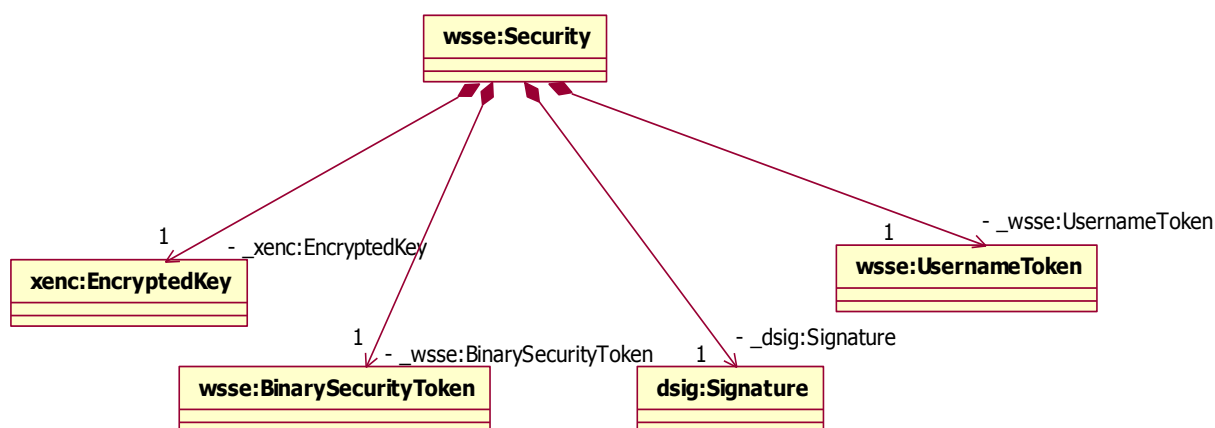 wsse:Security
- _wsse:UsernameToken
1
1
- _xenc:EncryptedKey
wsse:UsernameToken
xenc:EncryptedKey
1
- _wsse:BinarySecurityToken
- _dsig:Signature
1
wsse:BinarySecurityToken
dsig:Signature